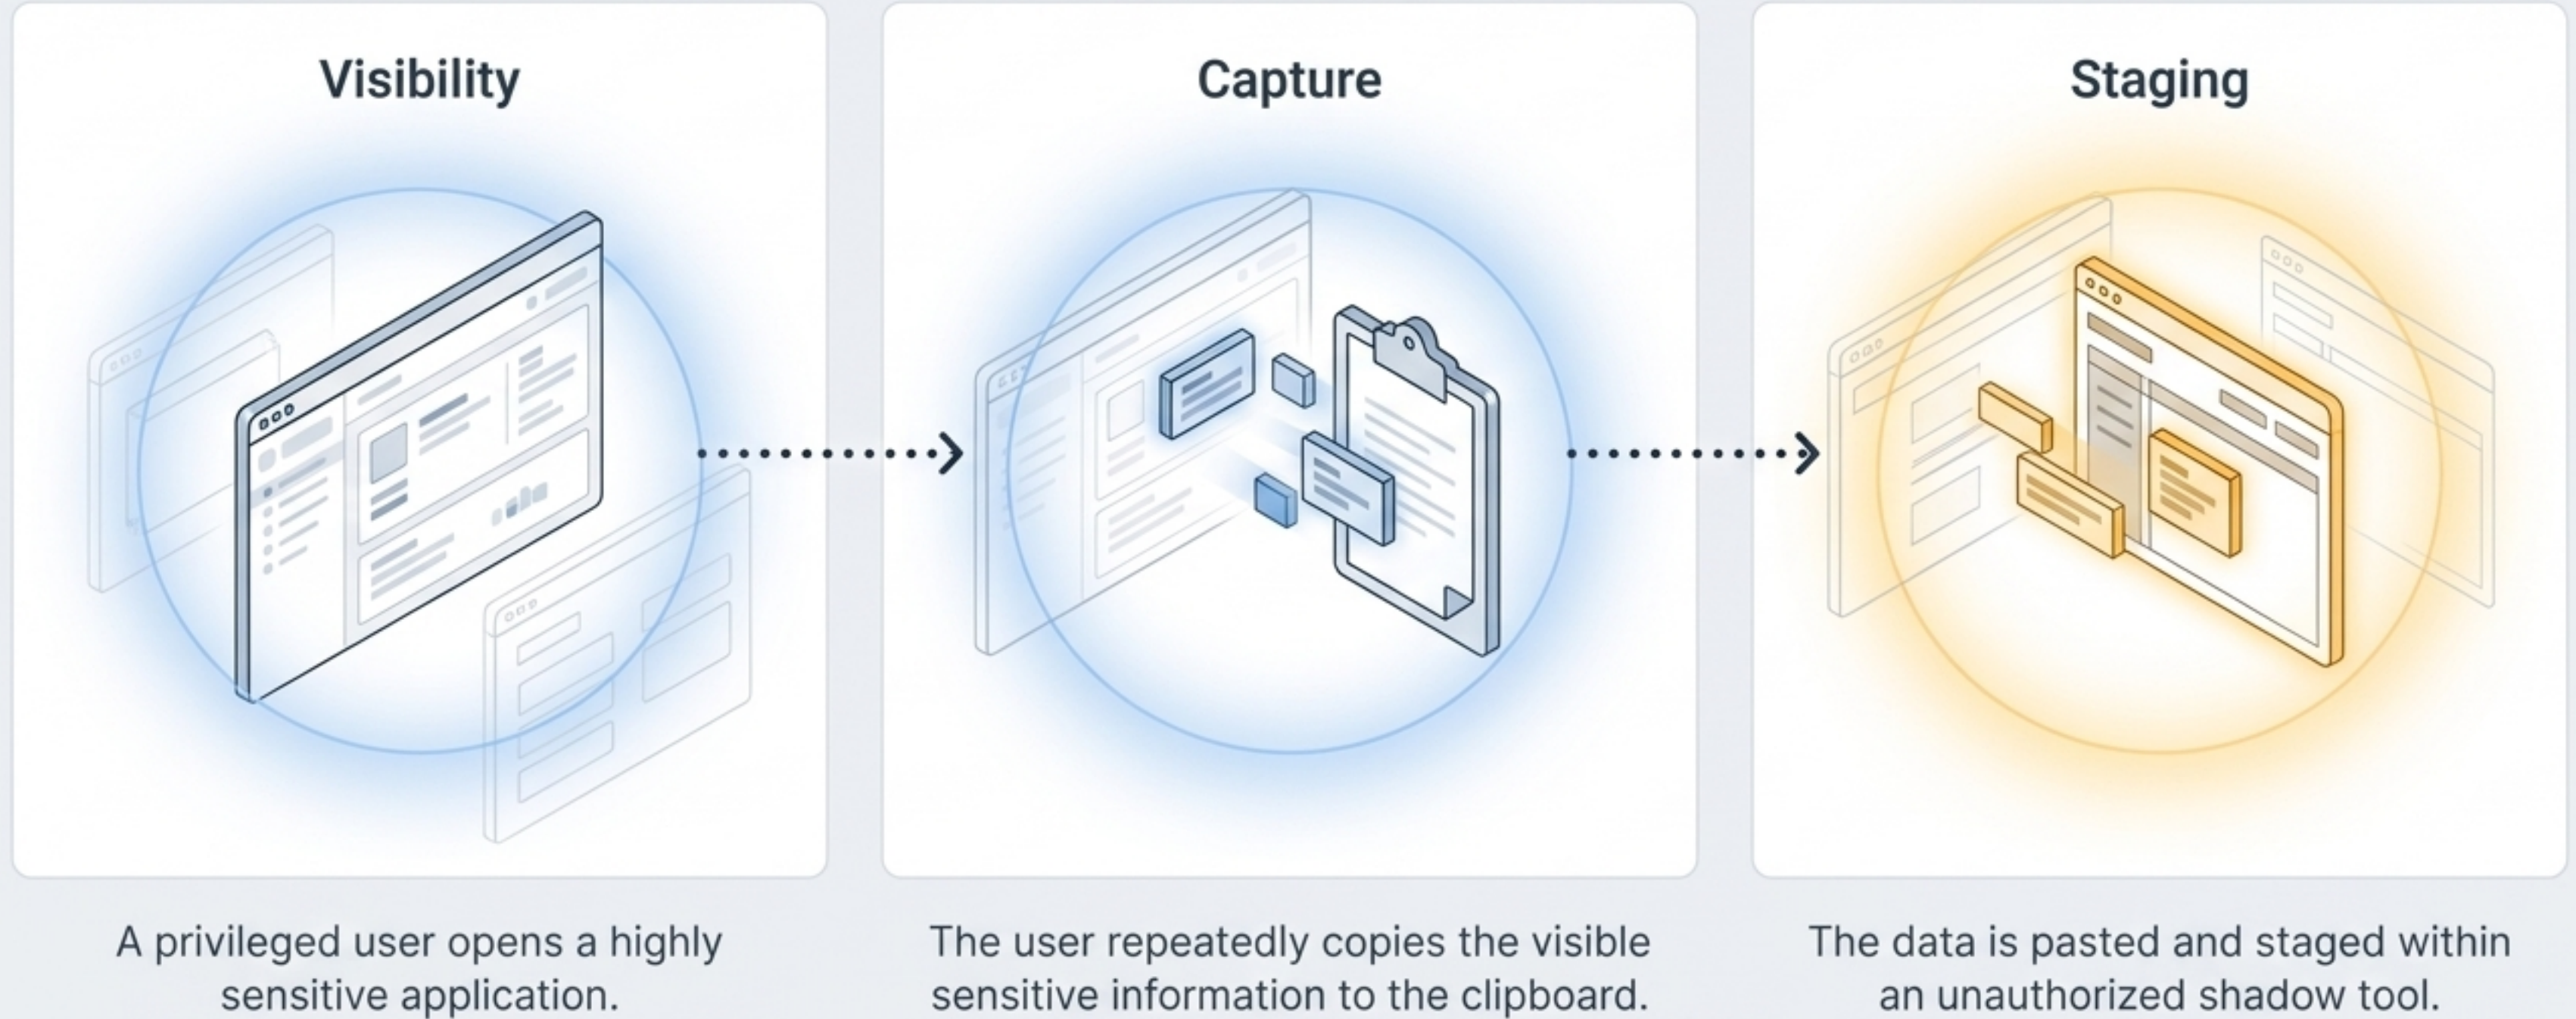 Visibility
Capture
Staging
A privileged user opens a highly
sensitive application.
The user repeatedly copies the visible
sensitive information to the clipboard.
The data is pasted and staged within
an unauthorized shadow tool.